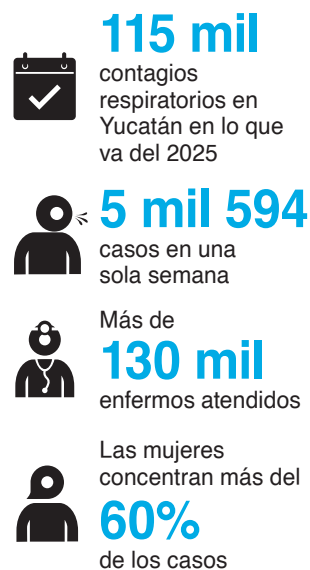 115 mil
contagios
respiratorios en
Yucatán en lo que
va del 2025
5 mil 594
casos en una
sola semana
Más de
130 mil
enfermos atendidos
Las mujeres
concentran más del
60%
de los casos